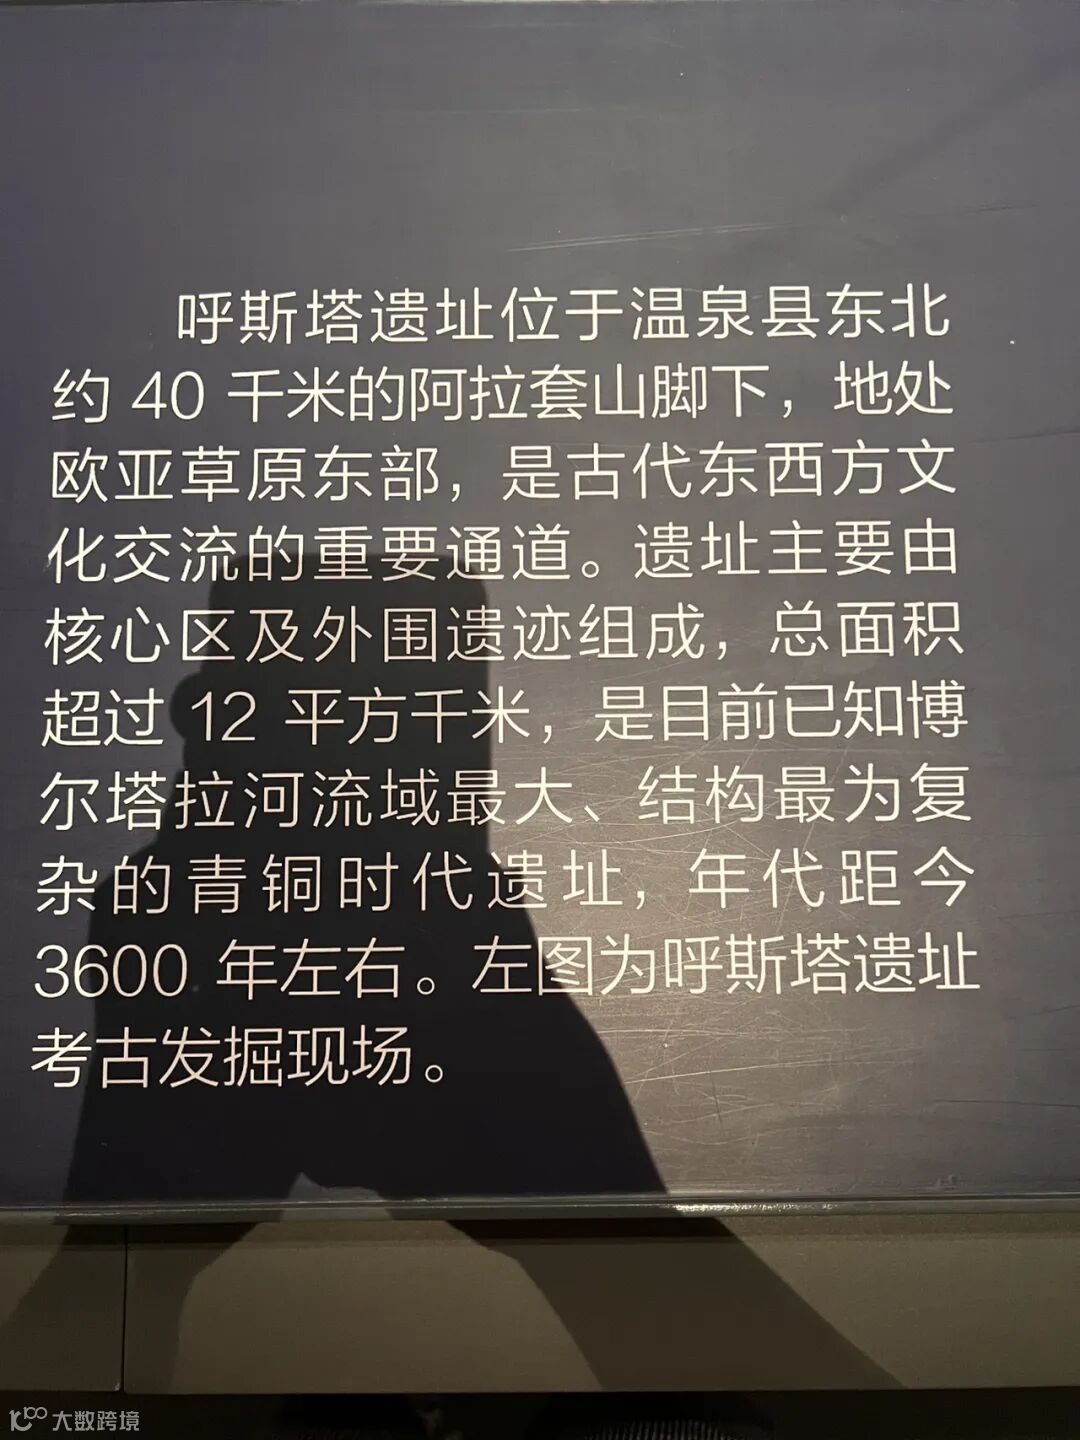 呼斯塔遗址位于温泉县东北
约 40 千米的阿拉套山脚下，地处
欧亚草原东部，是古代东西方文
化交流的重要通道。遗址主要由
核心区及外围遗迹组成，总面积
超过 12 平方千米，是目前已知博
尔塔拉河流域最大、结构最为复
杂的青铜时代遗址，年代距今
3600 年左右。左图为呼斯塔遗址
考古发掘现场。
大数跨境